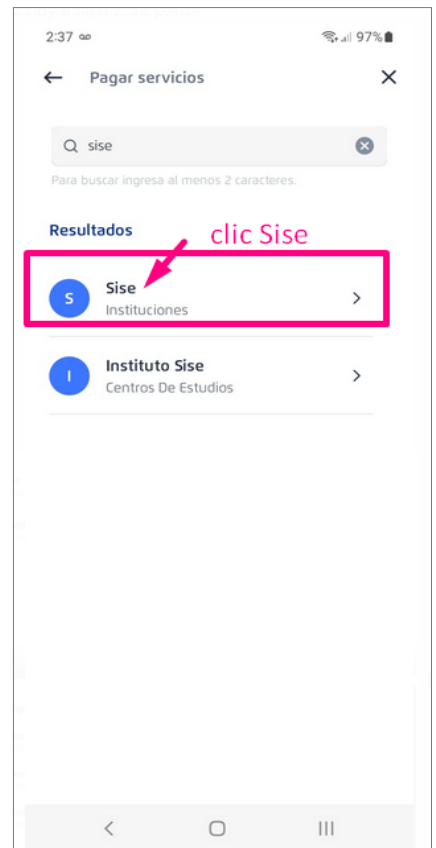 2:37 97%
← Pagar servicios ×
sise
Para buscar ingresa al menos 2 caracteres.
Resultados
clic Sise
S
Sise
Instituciones
I
Instituto Sise
Centros De Estudios